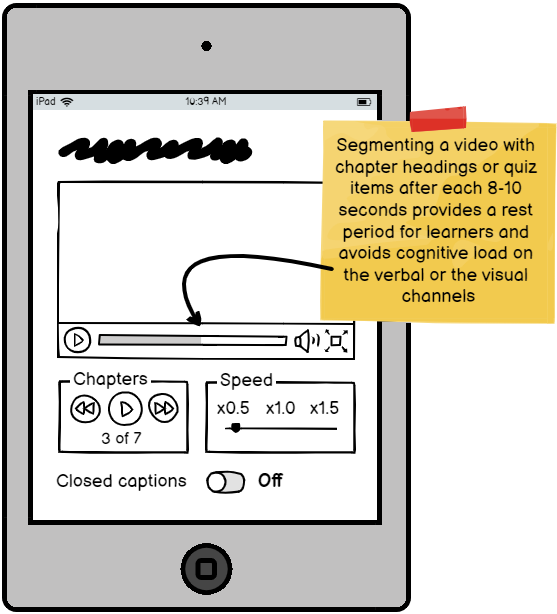 iPad 10:39 AM
Segmenting a video with
chapter headings or quiz
items after each 8-10
seconds provides a rest
period for learners and
avoids cognitive load on
the verbal or the visual
channels
Chapters
3 of 7
Speed
x0.5 x1.0 x1.5
Closed captions Off